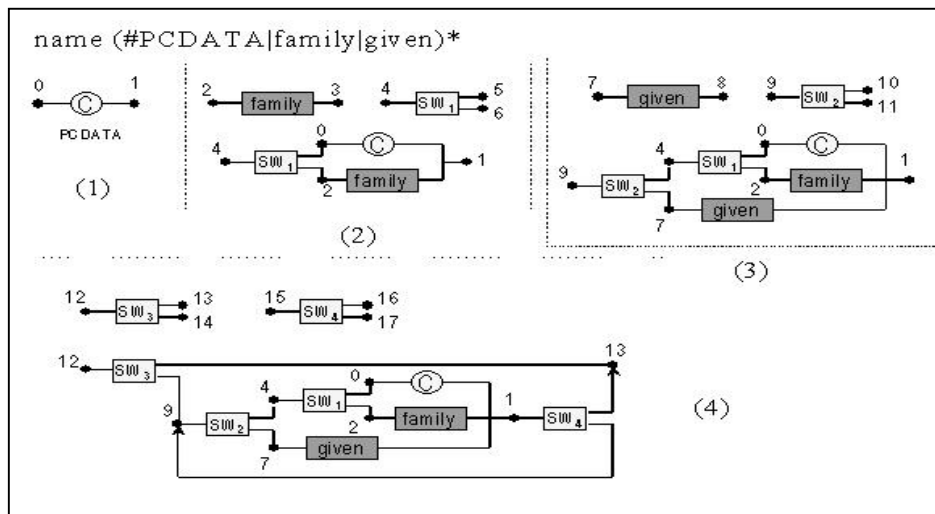 name (#PCDATA|family|given)*
0 C 1
PCDATA
(1)
2 family 3
4 SW1 5 6
4 SW1 0 C 1
2 family
(2)
7 given 8
9 SW2 10 11
9 SW2 4 SW1 0 C 1
2 family
7 given
(3)
12 SW3 13 14
15 SW4 16 17
12 SW3 13
9 SW2 4 SW1 0 C 1 SW4
2 family
7 given
(4)